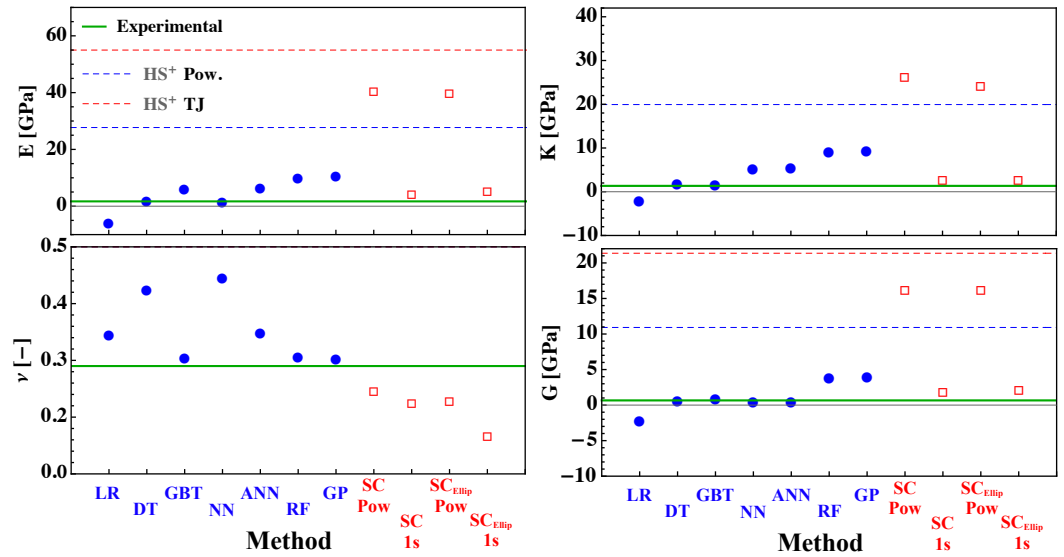 Experimental
HS⁺ Pow.
HS⁺ TJ
E [GPa]
60
40
20
0
K [GPa]
40
30
20
10
0
−10
ν [−]
0.5
0.4
0.3
0.2
0.0
G [GPa]
20
15
10
5
0
−5
−10
LR
DT
GBT
NN
ANN
RF
GP
SC
Pow
SC
1s
SC_Ellip
Pow
SC_Ellip
1s
Method
LR
DT
GBT
NN
ANN
RF
GP
SC
Pow
SC
1s
SC_Ellip
Pow
SC_Ellip
1s
Method